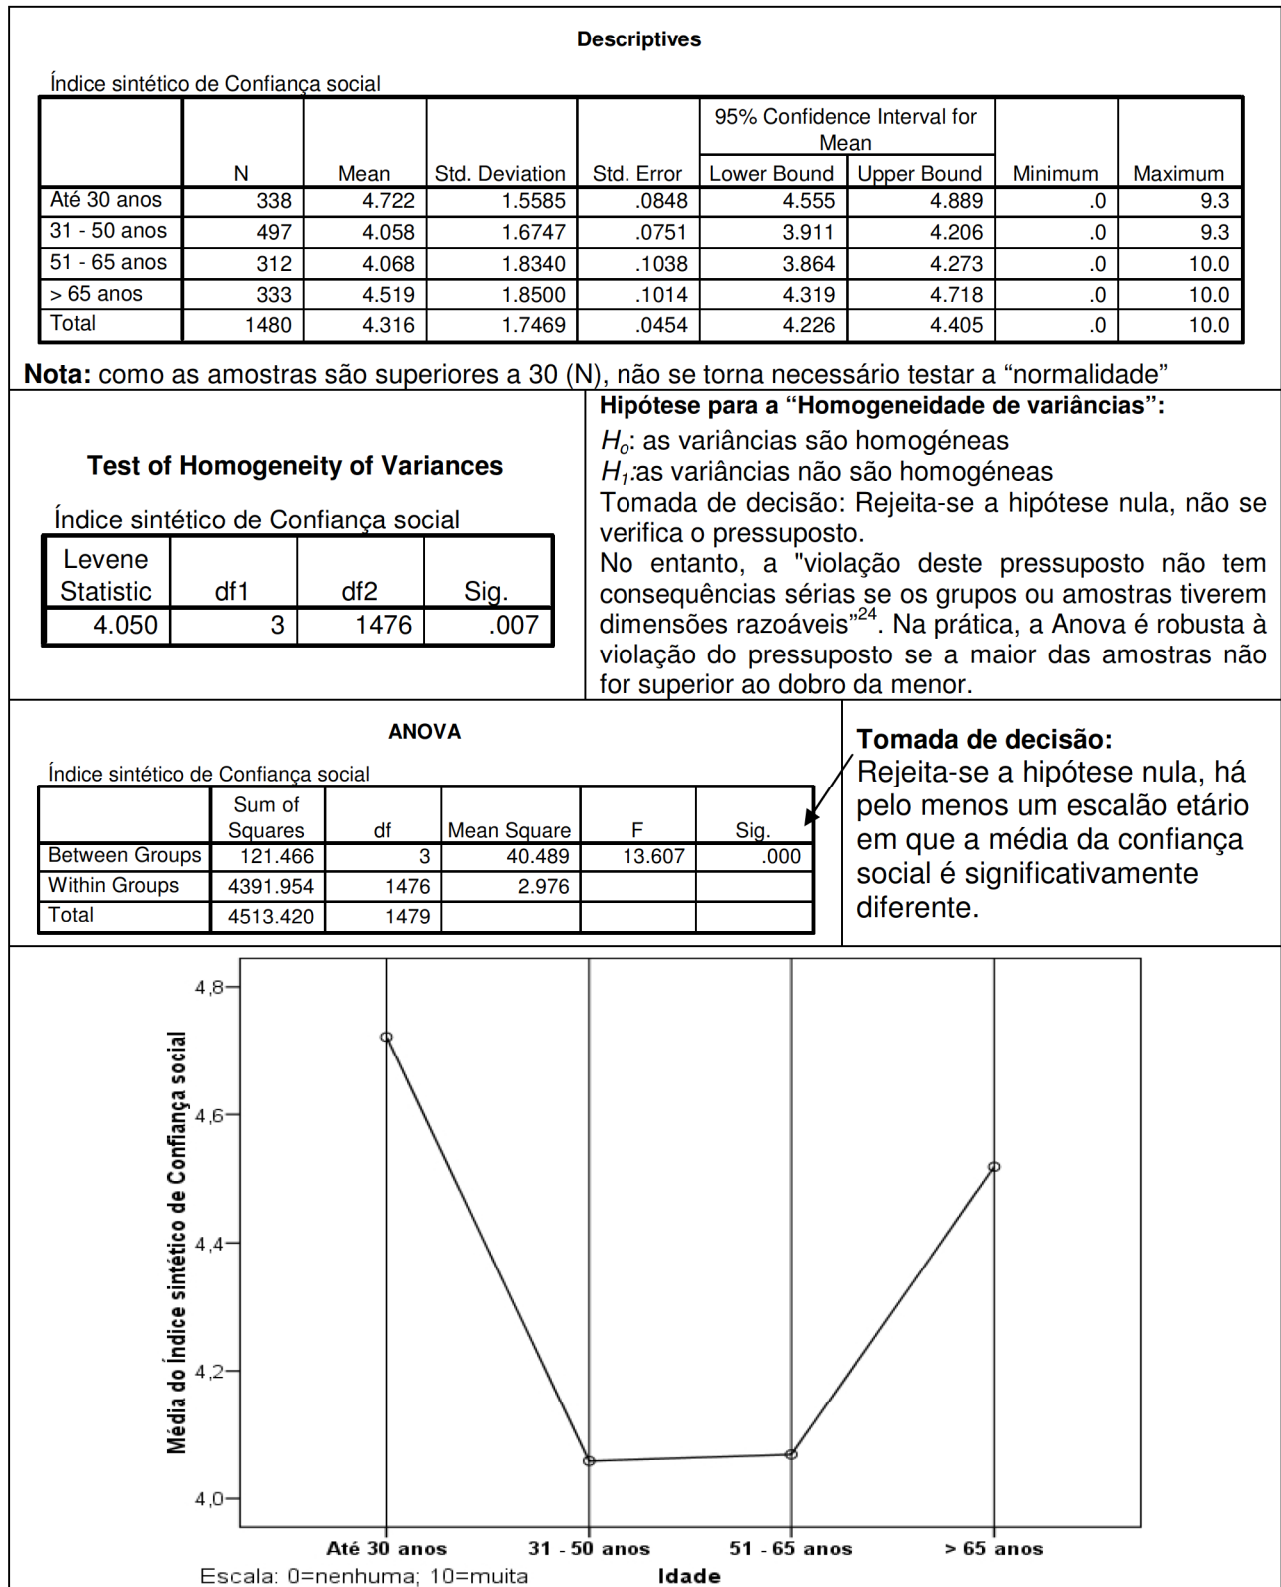 Descriptives
Índice sintético de Confiança social
N Mean Std. Deviation Std. Error 95% Confidence Interval for Mean Minimum Maximum
Lower Bound Upper Bound
Até 30 anos 338 4.722 1.5585 .0848 4.555 4.889 .0 9.3
31 - 50 anos 497 4.058 1.6747 .0751 3.911 4.206 .0 9.3
51 - 65 anos 312 4.068 1.8340 .1038 3.864 4.273 .0 10.0
> 65 anos 333 4.519 1.8500 .1014 4.319 4.718 .0 10.0
Total 1480 4.316 1.7469 .0454 4.226 4.405 .0 10.0
Nota: como as amostras são superiores a 30 (N), não se torna necessário testar a “normalidade”
Test of Homogeneity of Variances
Índice sintético de Confiança social
Levene Statistic df1 df2 Sig.
4.050 3 1476 .007
Hipótese para a “Homogeneidade de variâncias”:
Ho: as variâncias são homogéneas
H1:as variâncias não são homogéneas
Tomada de decisão: Rejeita-se a hipótese nula, não se
verifica o pressuposto.
No entanto, a "violação deste pressuposto não tem
consequências sérias se os grupos ou amostras tiverem
dimensões razoáveis”24. Na prática, a Anova é robusta à
violação do pressuposto se a maior das amostras não
for superior ao dobro da menor.
ANOVA
Índice sintético de Confiança social
Sum of Squares df Mean Square F Sig.
Between Groups 121.466 3 40.489 13.607 .000
Within Groups 4391.954 1476 2.976
Total 4513.420 1479
Tomada de decisão:
Rejeita-se a hipótese nula, há
pelo menos um escalão etário
em que a média da confiança
social é significativamente
diferente.
Média do Índice sintético de Confiança social
4,8
4,6
4,4
4,2
4,0
Até 30 anos 31 - 50 anos 51 - 65 anos > 65 anos
Escala: 0=nenhuma; 10=muita Idade